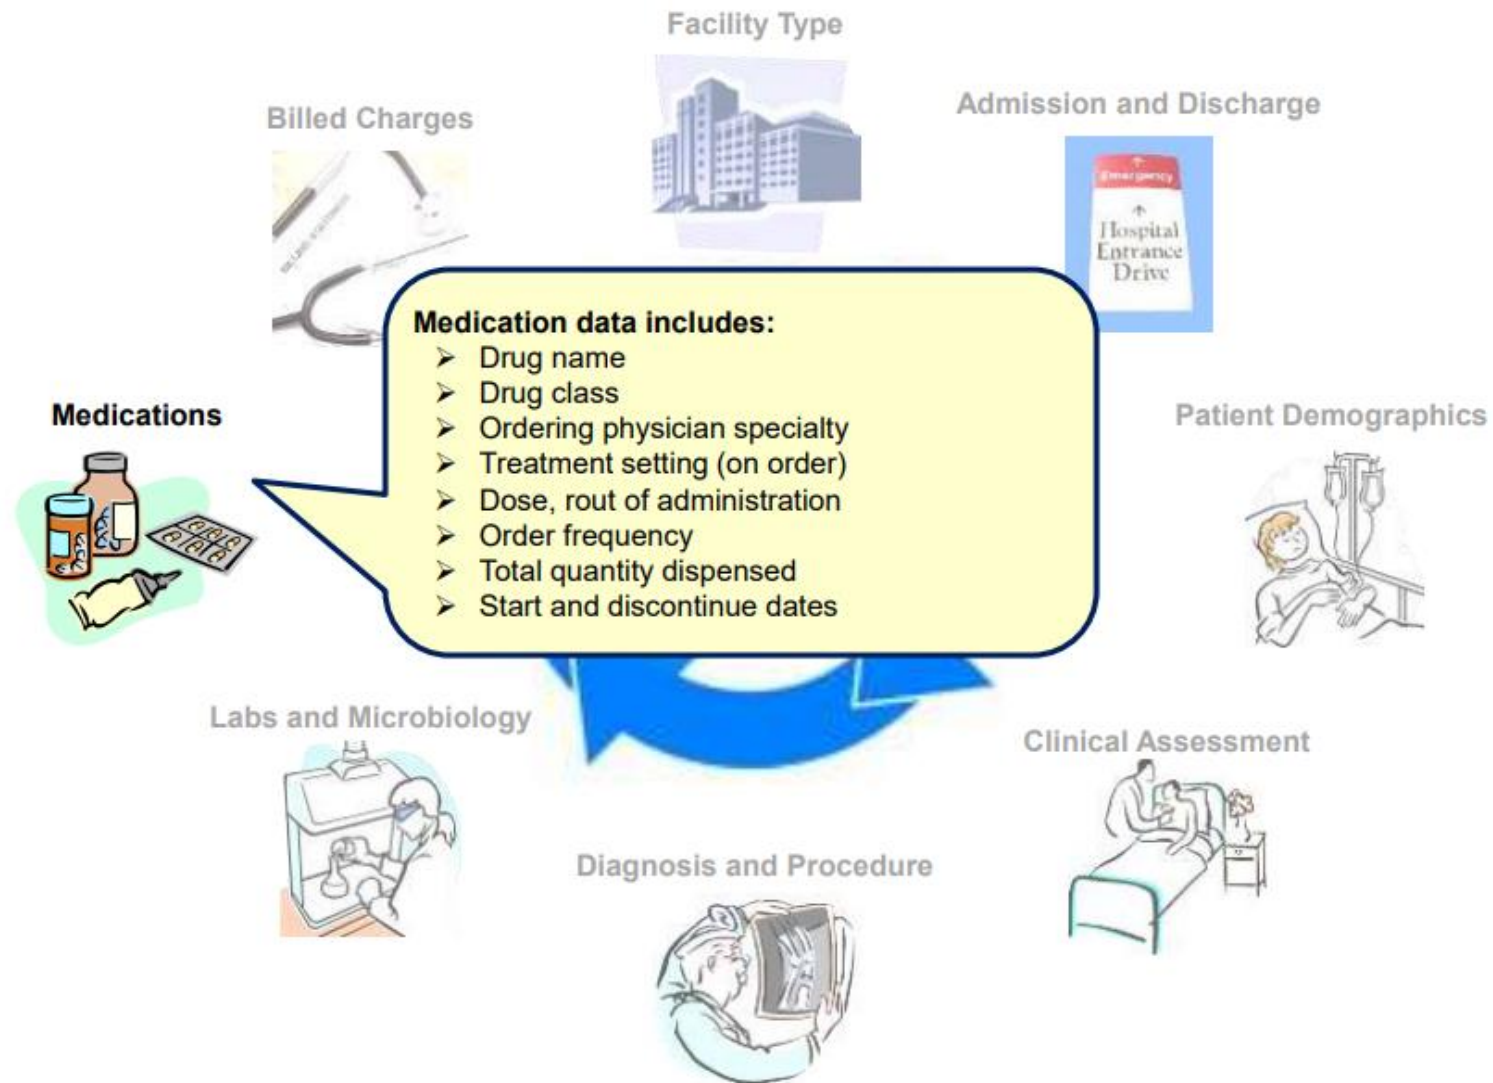 Facility Type
Billed Charges
Admission and Discharge
Emergency
Hospital
Entrance
Drive
Medication data includes:
➢ Drug name
➢ Drug class
➢ Ordering physician specialty
➢ Treatment setting (on order)
➢ Dose, rout of administration
➢ Order frequency
➢ Total quantity dispensed
➢ Start and discontinue dates
Medications
Patient Demographics
Labs and Microbiology
Clinical Assessment
Diagnosis and Procedure